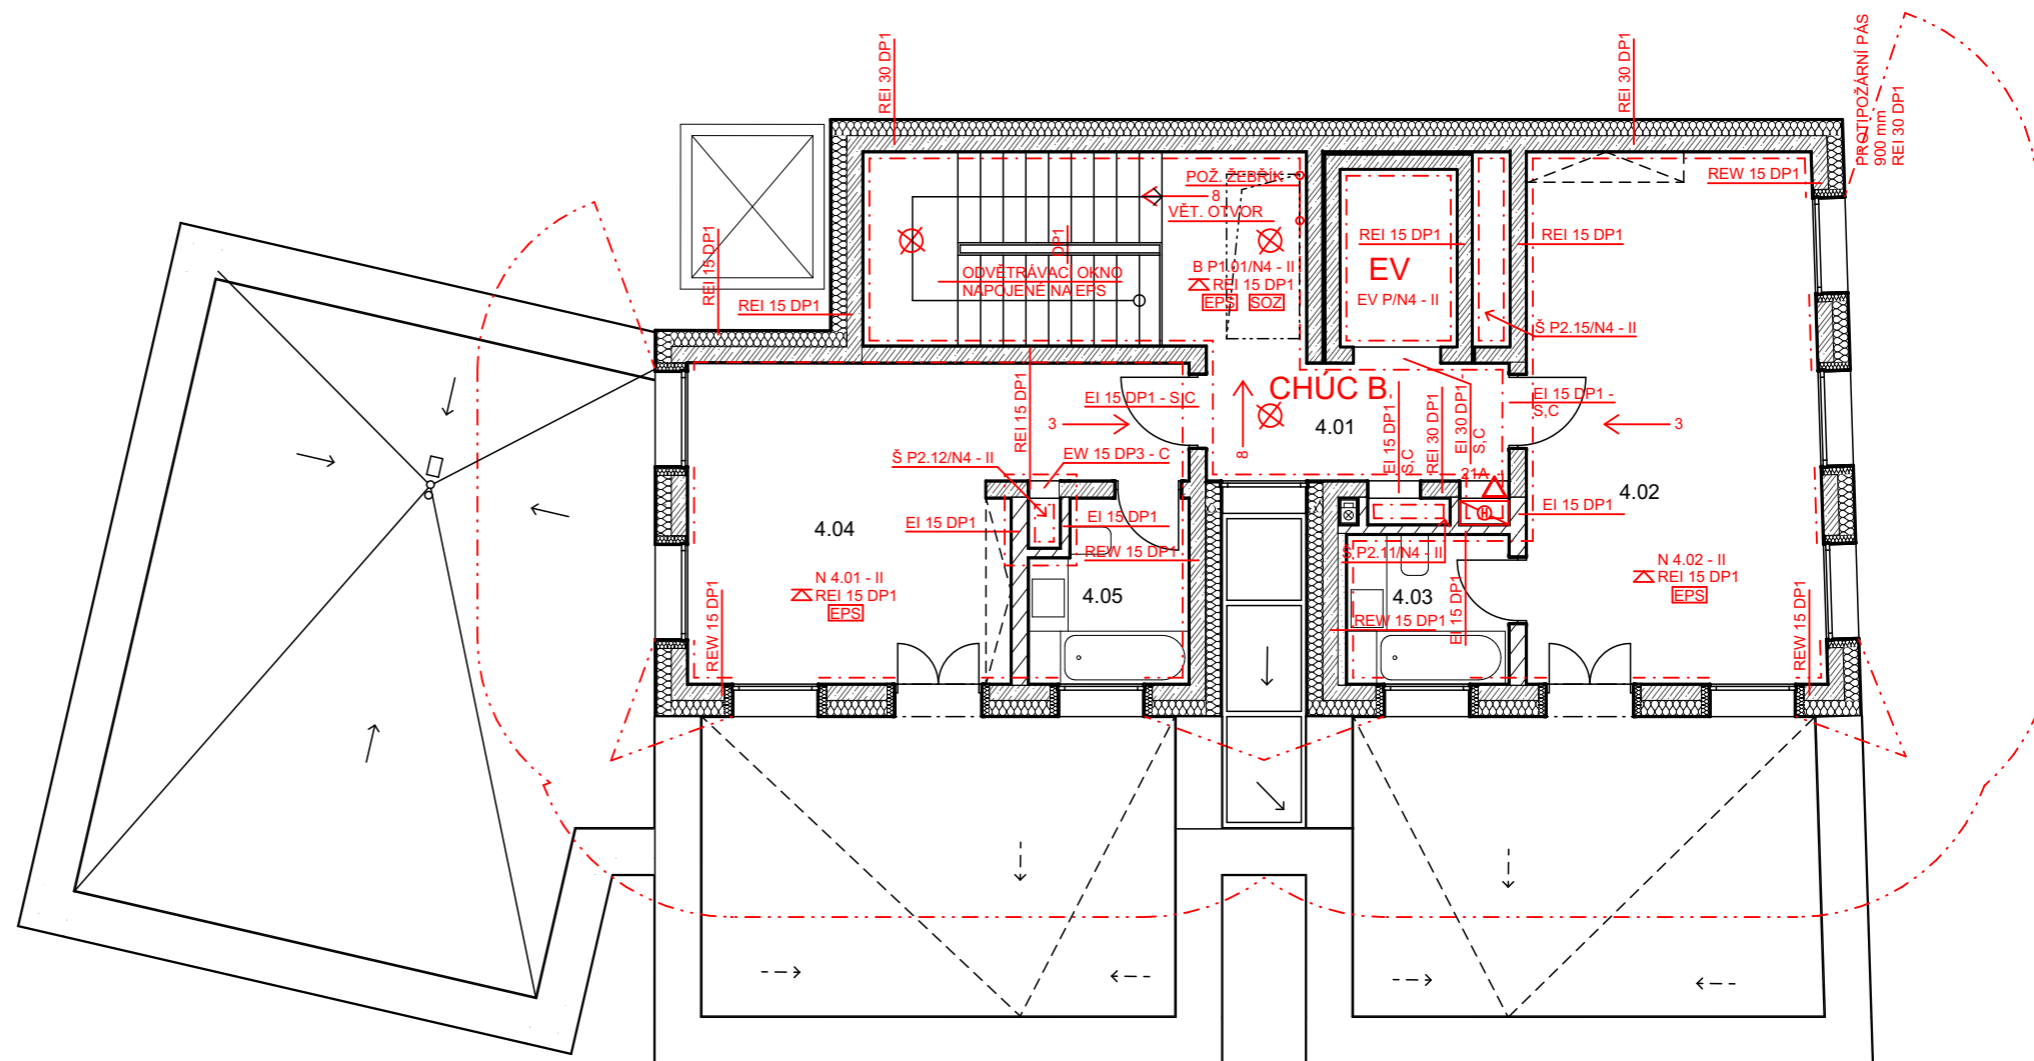 REI 30 DP1
REI 30 DP1
PROTIPOŽÁRNÍ PÁS
900 mm
REI 30 DP1
POŽ. ŽEBŘÍK
8
VĚT. OTVOR
REW 15 DP1
REI 15 DP1
REI 15 DP1
DP1
ODVĚTRÁVACÍ OKNO
NAPOJENÉ NA EPS
B P1.01/N4 - II
REI 15 DP1
EPS SOZ
REI 15 DP1
EV
EV P/N4 - II
REI 15 DP1
Š P2.15/N4 - II
CHÚC B
4.01
8
REI 15 DP1
EI 15 DP1 - S,C
3
EI 15 DP1
S,C
REI 30 DP1
EI 30 DP1
S,C
EI 15 DP1 -
S,C
3
Š P2.12/N4 - II
EW 15 DP3 - C
21A
H
4.02
4.04
EI 15 DP1
EI 15 DP1
REW 15 DP1
EI 15 DP1
Š P2.11/N4 - II
N 4.01 - II
REI 15 DP1
EPS
4.05
4.03
N 4.02 - II
REI 15 DP1
EPS
REW 15 DP1
REW 15 DP1
EI 15 DP1
REW 15 DP1